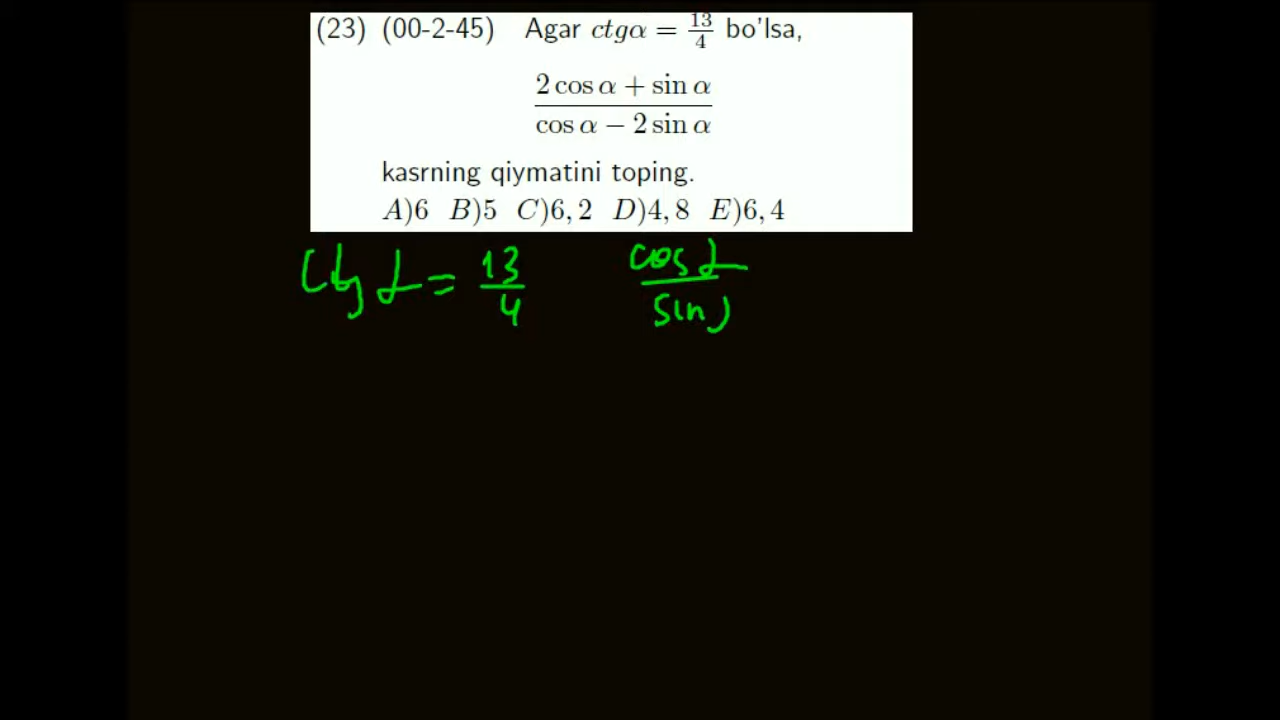 (23) (00-2-45) Agar ctgα = 13/4 bo'lsa,
2 cos α + sin α
cos α − 2 sin α
kasrning qiymatini toping.
A)6 B)5 C)6, 2 D)4, 8 E)6, 4
ctg α = 13/4
cos α
sin